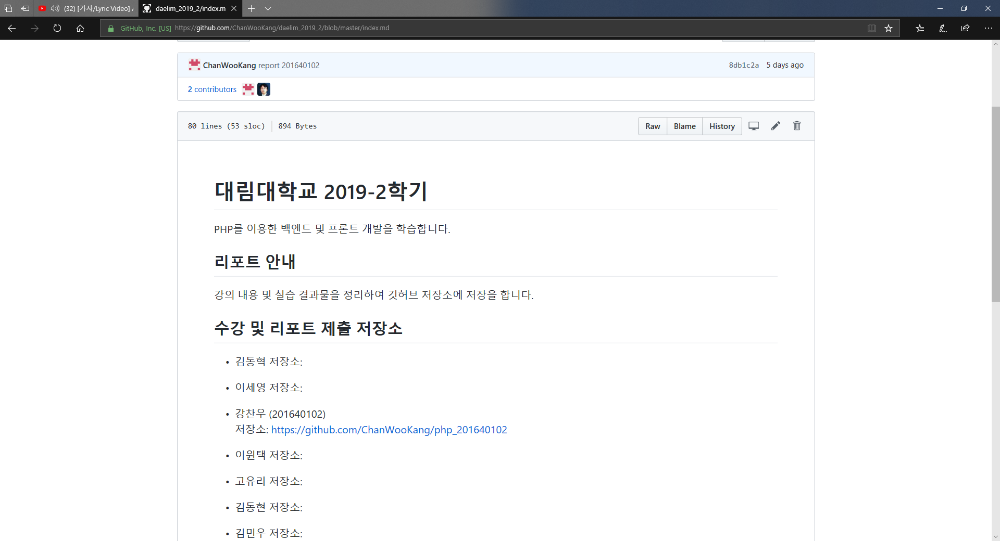 (32) [가사/Lyric Video]
daelim_2019_2/index.m
GitHub, Inc. [US] https://github.com/ChanWooKang/daelim_2019_2/blob/master/index.md
ChanWooKang report 201640102 8db1c2a 5 days ago
2 contributors
80 lines (53 sloc) 894 Bytes Raw Blame History
대림대학교 2019-2학기
PHP를 이용한 백엔드 및 프론트 개발을 학습합니다.
리포트 안내
강의 내용 및 실습 결과물을 정리하여 깃허브 저장소에 저장을 합니다.
수강 및 리포트 제출 저장소
• 김동혁 저장소:
• 이세영 저장소:
• 강찬우 (201640102)
저장소: https://github.com/ChanWooKang/php_201640102
• 이원택 저장소:
• 고유리 저장소:
• 김동현 저장소:
• 김민우 저장소: